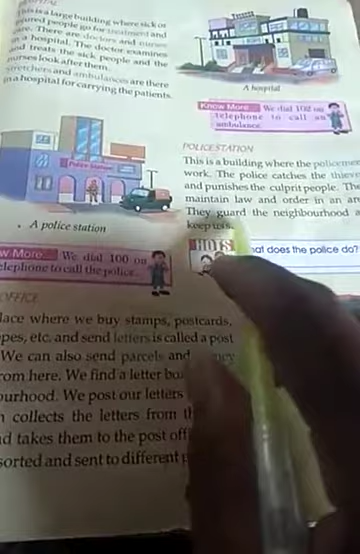 This is a large building where sick or
injured people go for treatment and
care. There are doctors and nurses
in a hospital. The doctor examines
and treats the sick people and the
nurses look after them.
Stretchers and ambulances are there
in a hospital for carrying the patients.
A hospital
Know More We dial 102 on
telephone to call an
ambulance.
POLICE STATION
This is a building where the policemen
work. The police catches the thieve
and punishes the culprit people. The
maintain law and order in an are
They guard the neighbourhood a
keep us
Police Station
A police station
w More We dial 100 on
elephone to call the police.
HOTS hat does the police do?
OFFICE
lace where we buy stamps, postcards,
pes, etc. and send letters is called a post
We can also send parcels and ney
rom here. We find a letter bo
ourhood. We post our letters
n collects the letters from th
d takes them to the post off
sorted and sent to different p